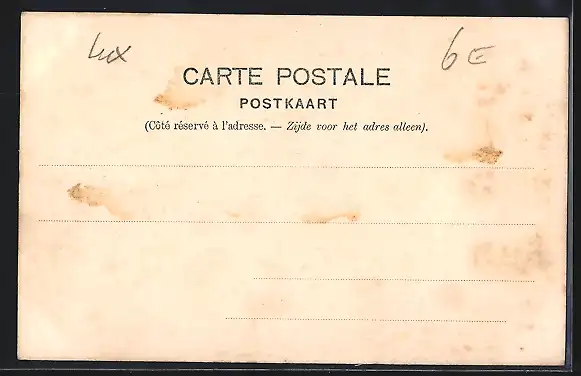 lux 6E
CARTE POSTALE
POSTKAART
(Côté réservé à l'adresse. — Zijde voor het adres alleen).